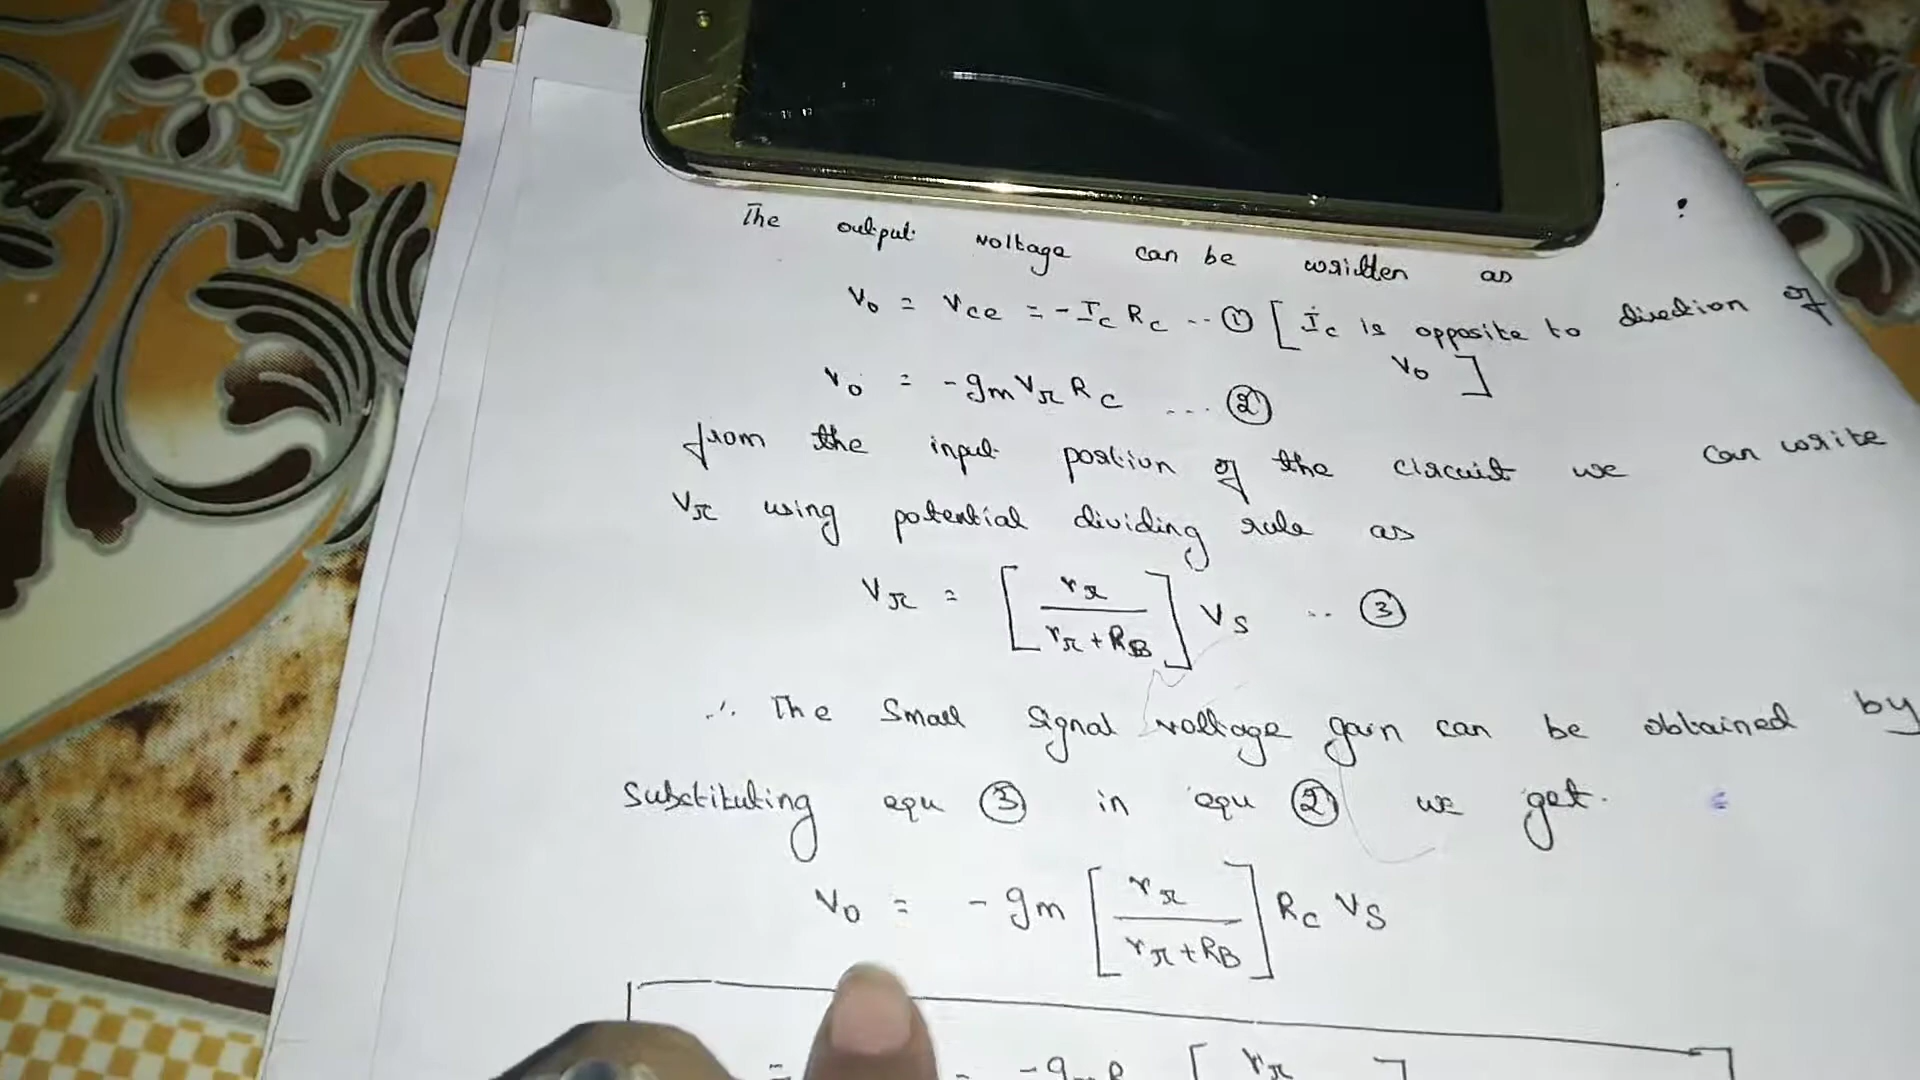 The output voltage can be written as
V₀ = Vce = -Ic Rc -- ① [ Ic is opposite to direction of
V₀ ]
V₀ = -gm Vπ Rc ... ②
from the input portion of the circuit we can write
Vπ using potential dividing rule as
Vπ = [ rπ / (rπ + RB) ] Vs .. ③
∴ The Small Signal voltage gain can be obtained by
Substituting equ ③ in equ ② we get.
V₀ = - gm [ rπ / (rπ + RB) ] Rc Vs